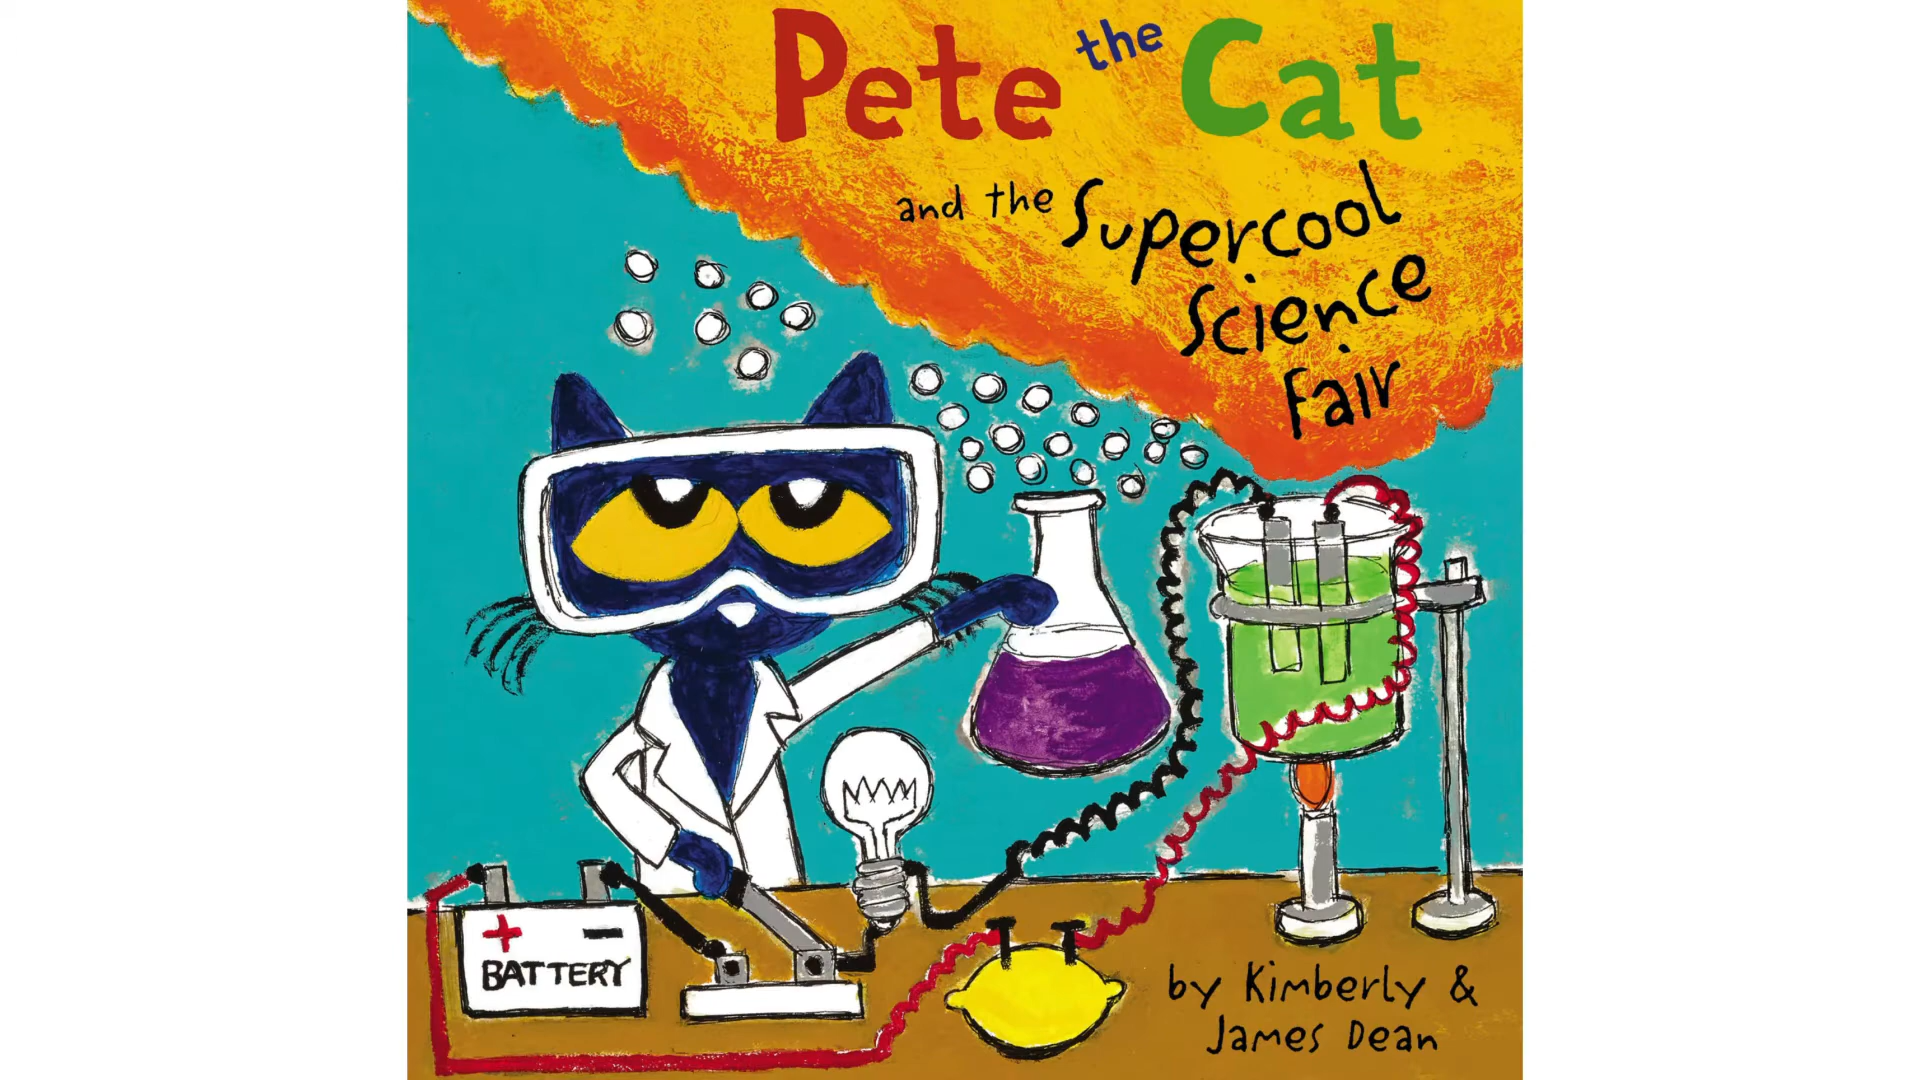 Pete the Cat
and the Supercool
Science
Fair
+ -
BATTERY
by Kimberly &
James Dean